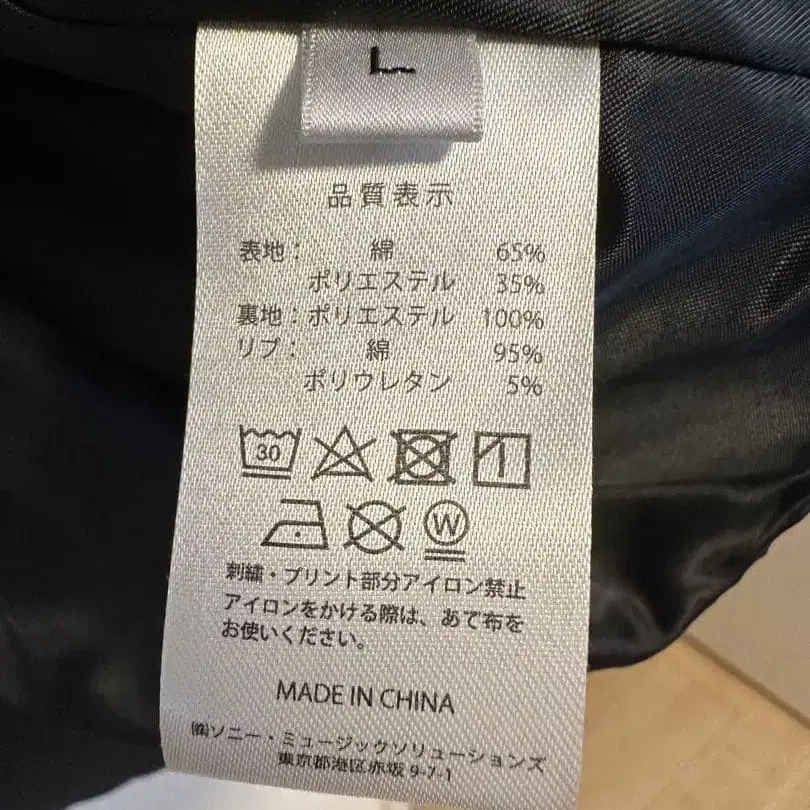 L
品質表示
表地： 綿 65%
ポリエステル 35%
裏地：ポリエステル 100%
リブ： 綿 95%
ポリウレタン 5%
30
W
刺繍・プリント部分アイロン禁止
アイロンをかける際は、あて布を
お使いください。
MADE IN CHINA
㈱ソニー・ミュージックソリューションズ
東京都港区赤坂 9-7-1